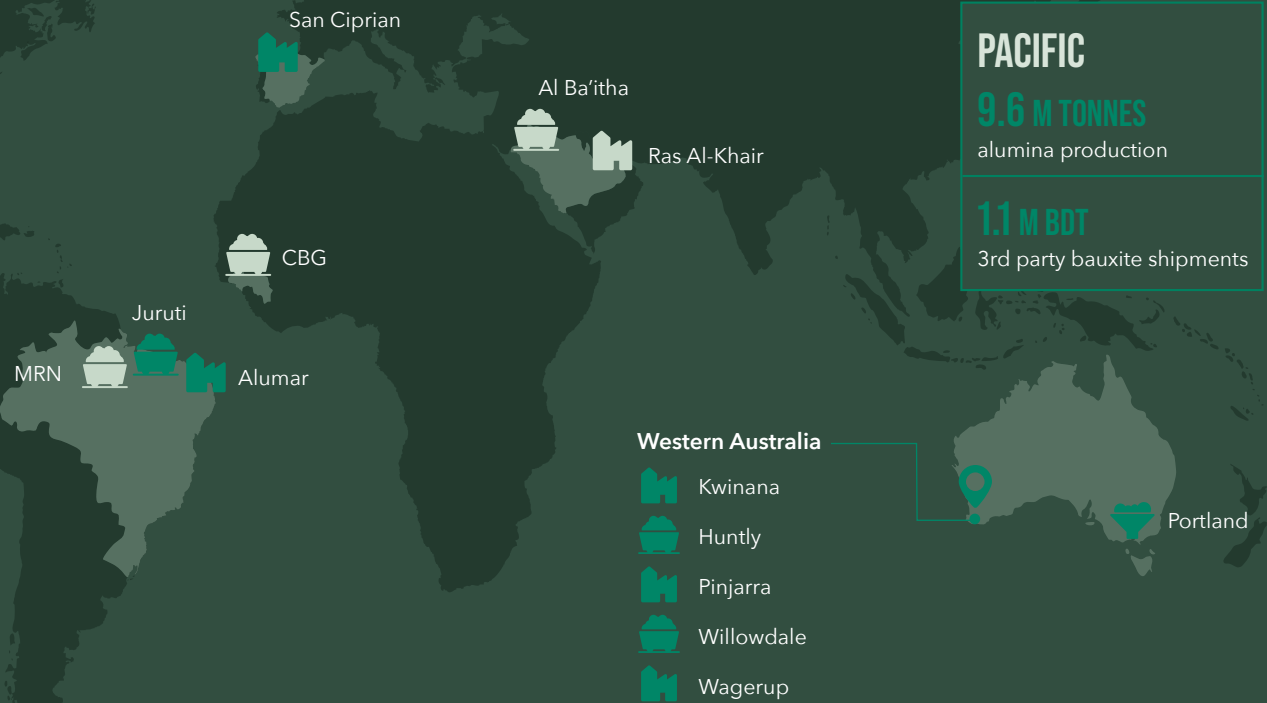 San Ciprian
Al Ba’itha
Ras Al-Khair
CBG
Juruti
MRN
Alumar
PACIFIC
9.6 M TONNES
alumina production
1.1 M BDT
3rd party bauxite shipments
Western Australia
Kwinana
Huntly
Pinjarra
Willowdale
Wagerup
Portland